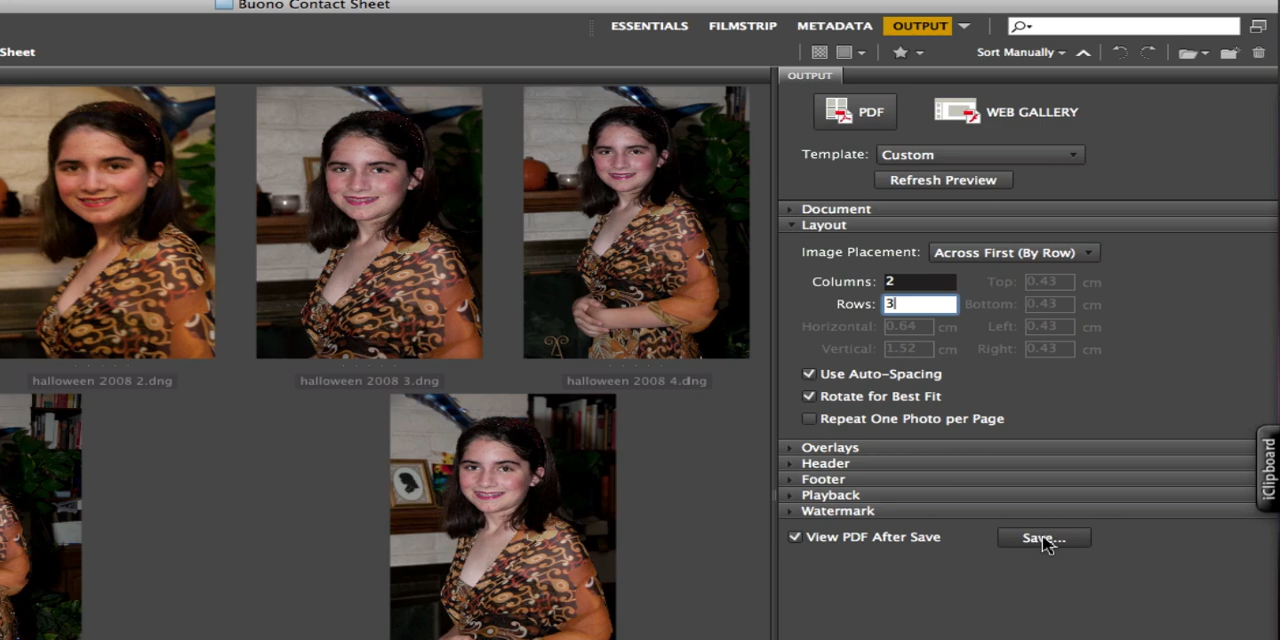 Buono Contact Sheet
ESSENTIALS FILMSTRIP METADATA OUTPUT
Sheet
Sort Manually
OUTPUT
PDF WEB GALLERY
Template: Custom
Refresh Preview
Document
Layout
Image Placement: Across First (By Row)
Columns: 2 Top: 0.43 cm
Rows: 3 Bottom: 0.43 cm
Horizontal: 0.64 cm Left: 0.43 cm
Vertical: 1.52 cm Right: 0.43 cm
Use Auto-Spacing
Rotate for Best Fit
Repeat One Photo per Page
Overlays
Header
Footer
Playback
Watermark
View PDF After Save Save...
halloween 2008 2.dng halloween 2008 3.dng halloween 2008 4.dng
iClipboard